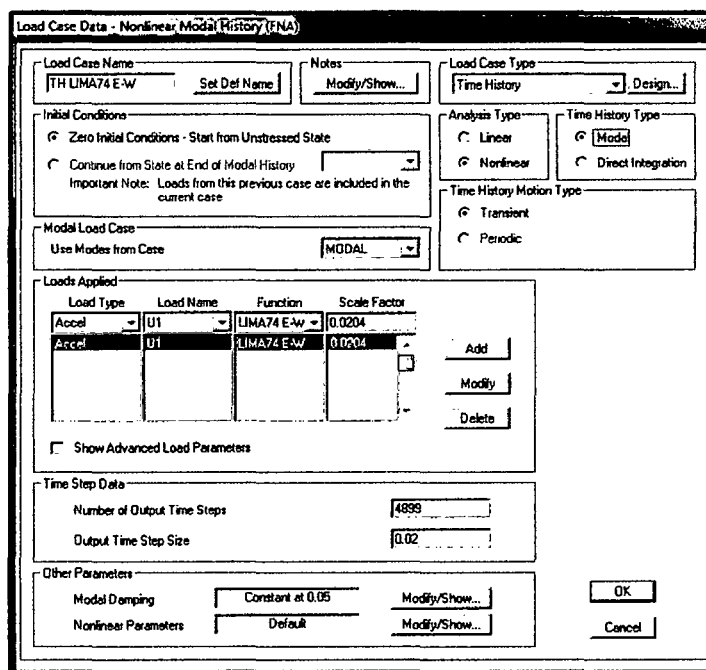 Load Case Data - Nonlinear Modal History (FNA)
Load Case Name
TH LIMA74 E-W
Set Def Name
Notes
Modify/Show...
Load Case Type
Time History
Design...
Initial Conditions
Zero Initial Conditions - Start from Unstressed State
Continue from State at End of Modal History
Important Note: Loads from this previous case are included in the
current case
Analysis Type
Linear
Nonlinear
Time History Type
Modal
Direct Integration
Time History Motion Type
Transient
Periodic
Modal Load Case
Use Modes from Case
MODAL
Loads Applied
Load Type Load Name Function Scale Factor
Accel U1 LIMA74 E-W 0.0204
Accel U1 LIMA74 E-W 0.0204
Add
Modify
Delete
Show Advanced Load Parameters
Time Step Data
Number of Output Time Steps 4899
Output Time Step Size 0.02
Other Parameters
Modal Damping Constant at 0.05 Modify/Show...
Nonlinear Parameters Default Modify/Show...
OK
Cancel